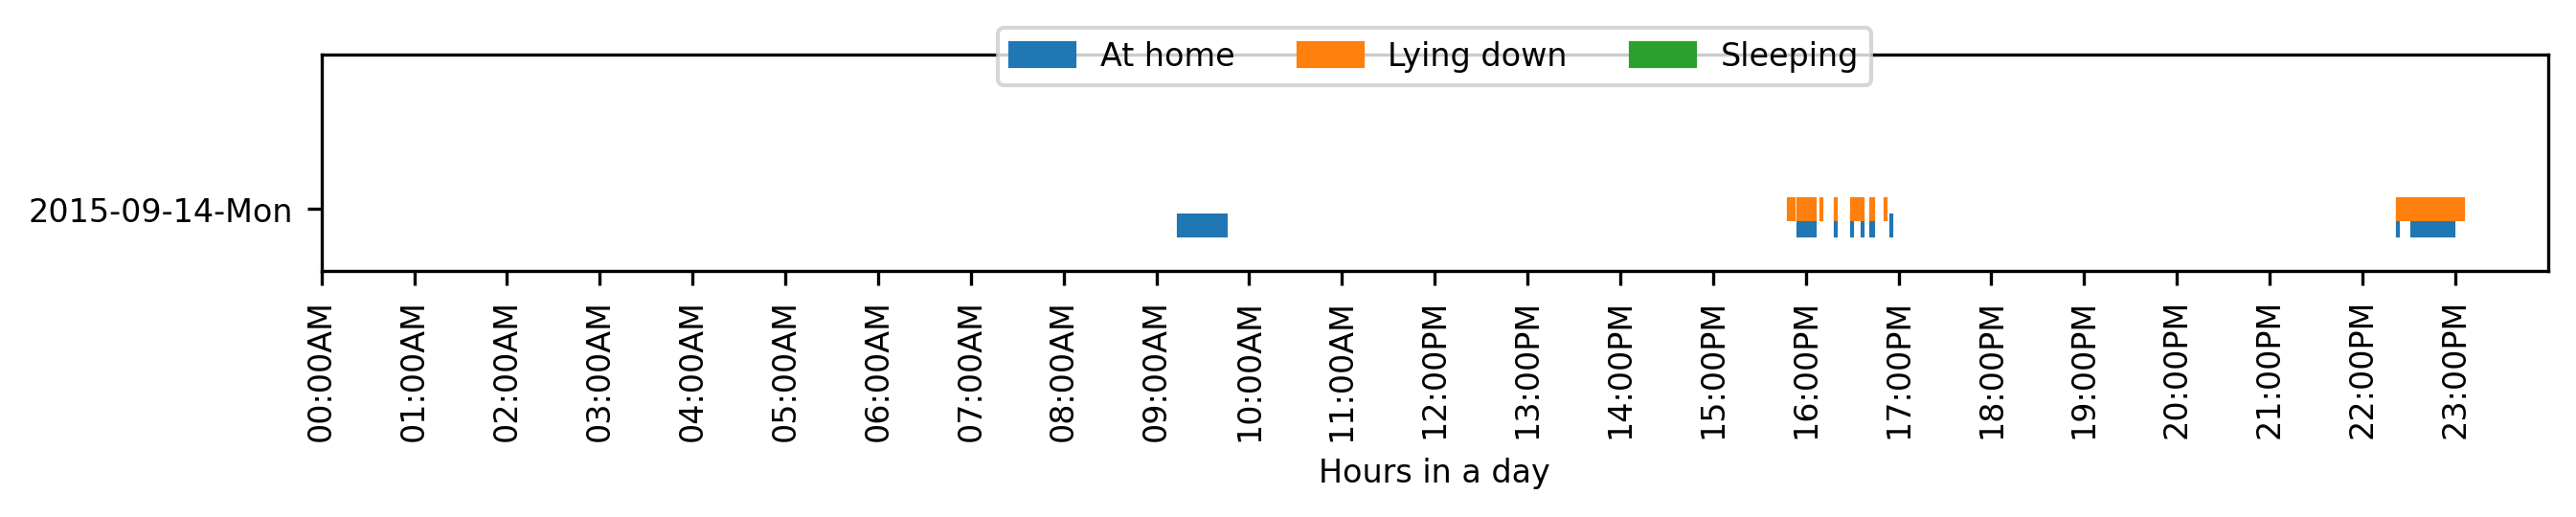 At home Lying down Sleeping
2015-09-14-Mon
00:00AM 01:00AM 02:00AM 03:00AM 04:00AM 05:00AM 06:00AM 07:00AM 08:00AM 09:00AM 10:00AM 11:00AM 12:00PM 13:00PM 14:00PM 15:00PM 16:00PM 17:00PM 18:00PM 19:00PM 20:00PM 21:00PM 22:00PM 23:00PM
Hours in a day